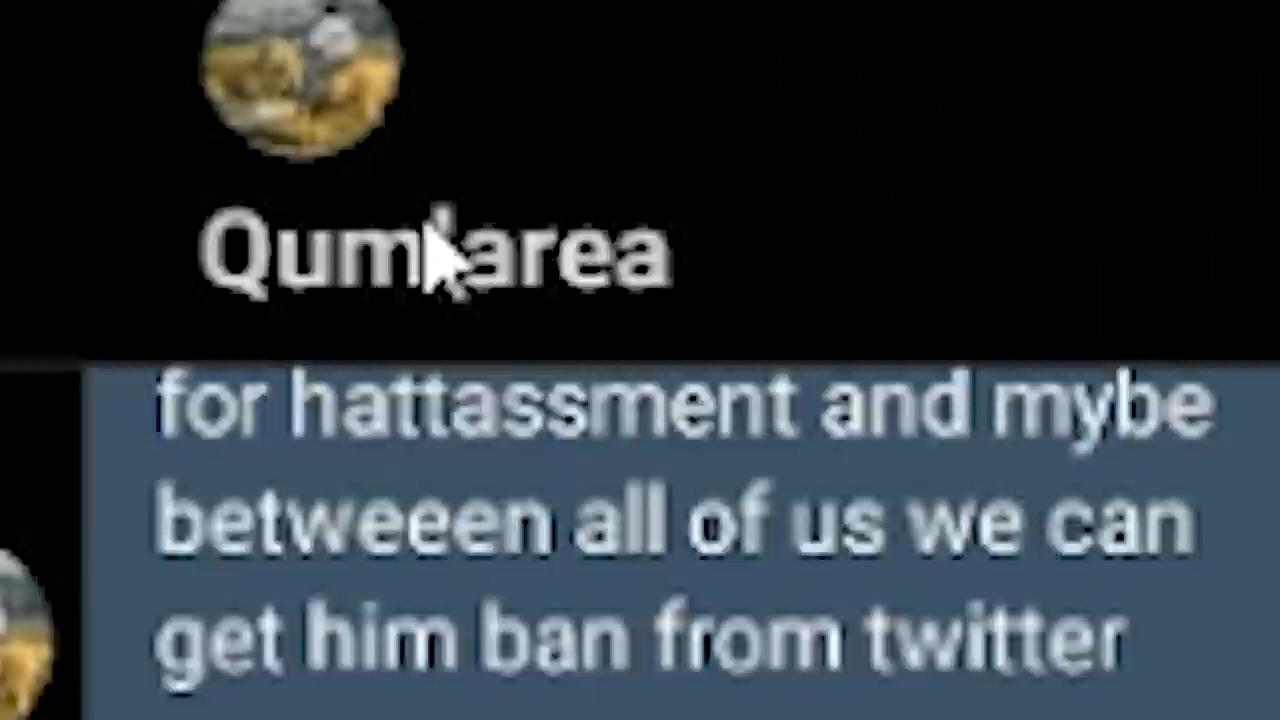 for hattassment and mybe
betweeen all of us we can
get him ban from twitter